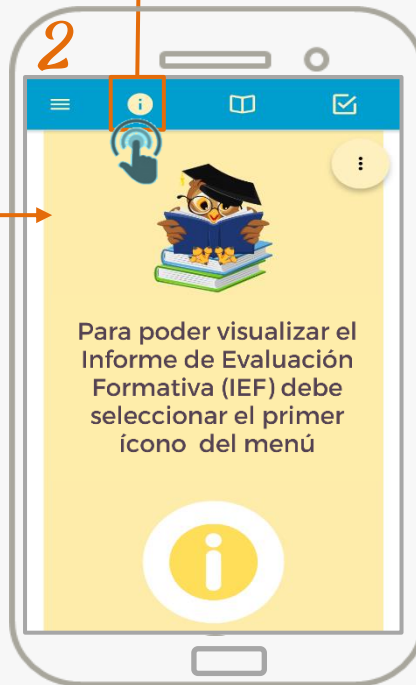 2
Para poder visualizar el
Informe de Evaluación
Formativa (IEF) debe
seleccionar el primer
ícono del menú